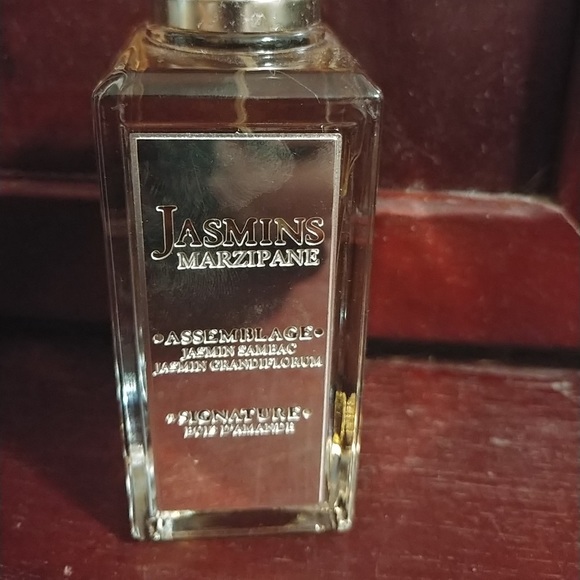 JASMINS
MARZIPANE
•ASSEMBLAGE•
JASMIN SAMBAC
JASMIN GRANDIFLORUM
•SIGNATURE•
BOIS D'AMANDE